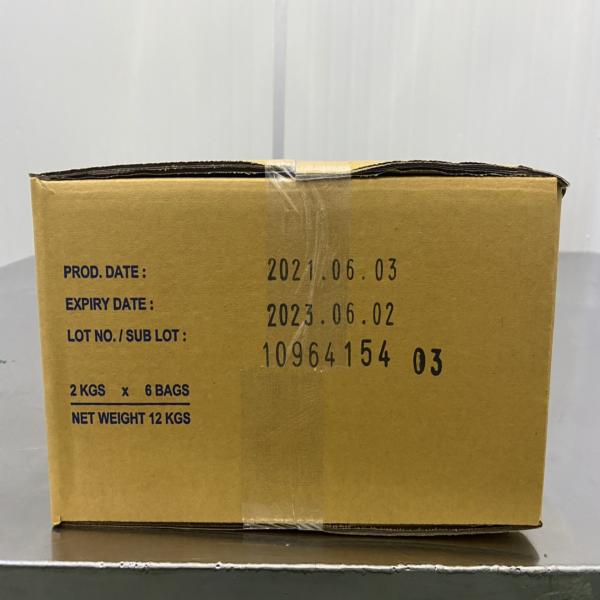 PROD. DATE : 2021.06.03
EXPIRY DATE : 2023.06.02
LOT NO. / SUB LOT : 10964154 03
2 KGS x 6 BAGS
NET WEIGHT 12 KGS